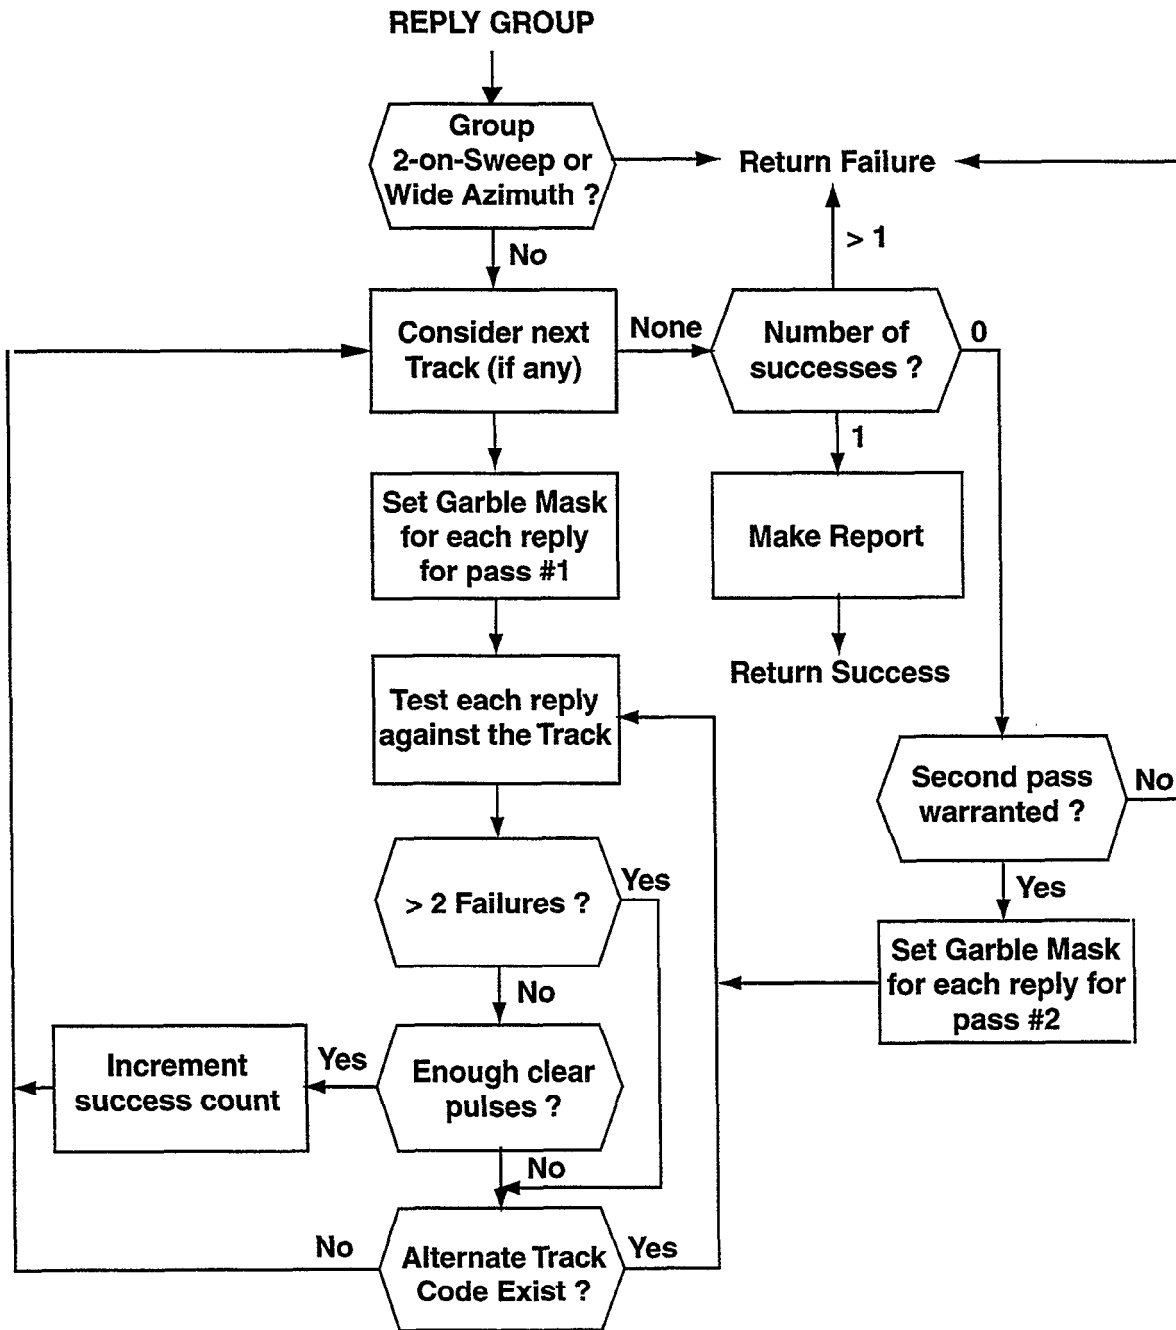 REPLY GROUP
Group
2-on-Sweep or
Wide Azimuth ?
Return Failure
> 1
No
Consider next
Track (if any)
None
Number of
successes ?
0
1
Set Garble Mask
for each reply
for pass #1
Make Report
Return Success
Test each reply
against the Track
Second pass
warranted ?
No
Yes
> 2 Failures ?
Yes
No
Set Garble Mask
for each reply for
pass #2
Increment
success count
Yes
Enough clear
pulses ?
No
No
Alternate Track
Code Exist ?
Yes